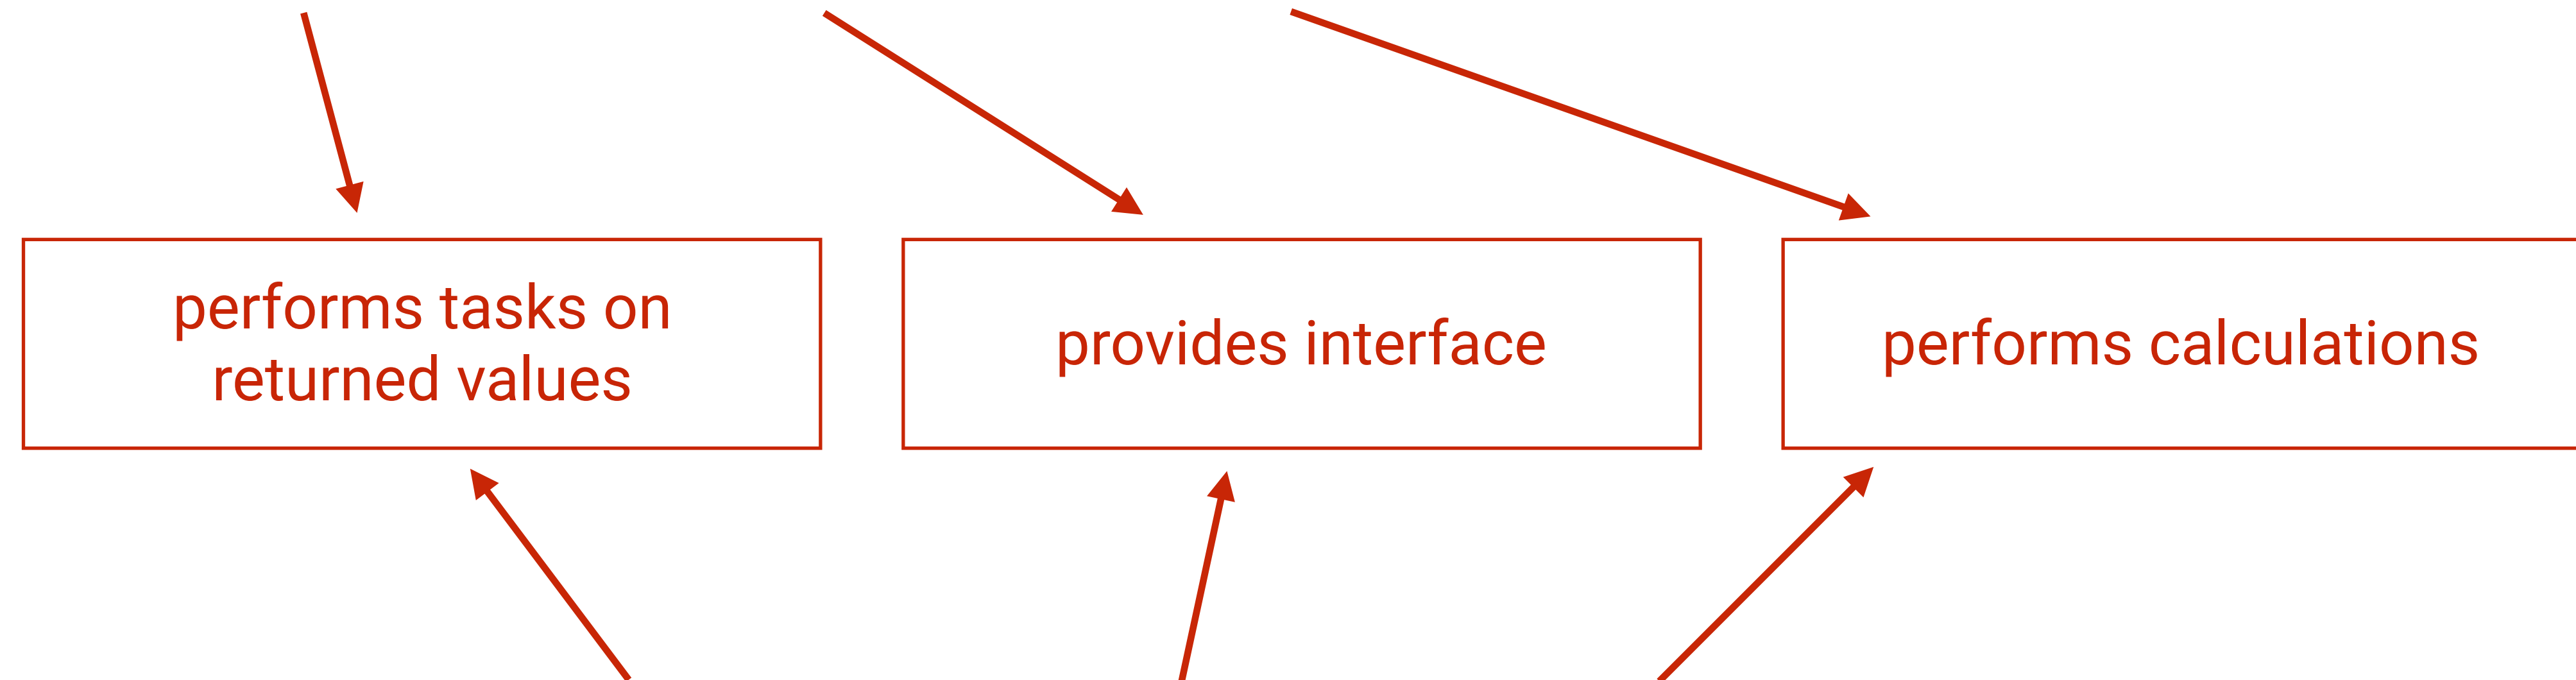 performs tasks on
returned values
provides interface
performs calculations